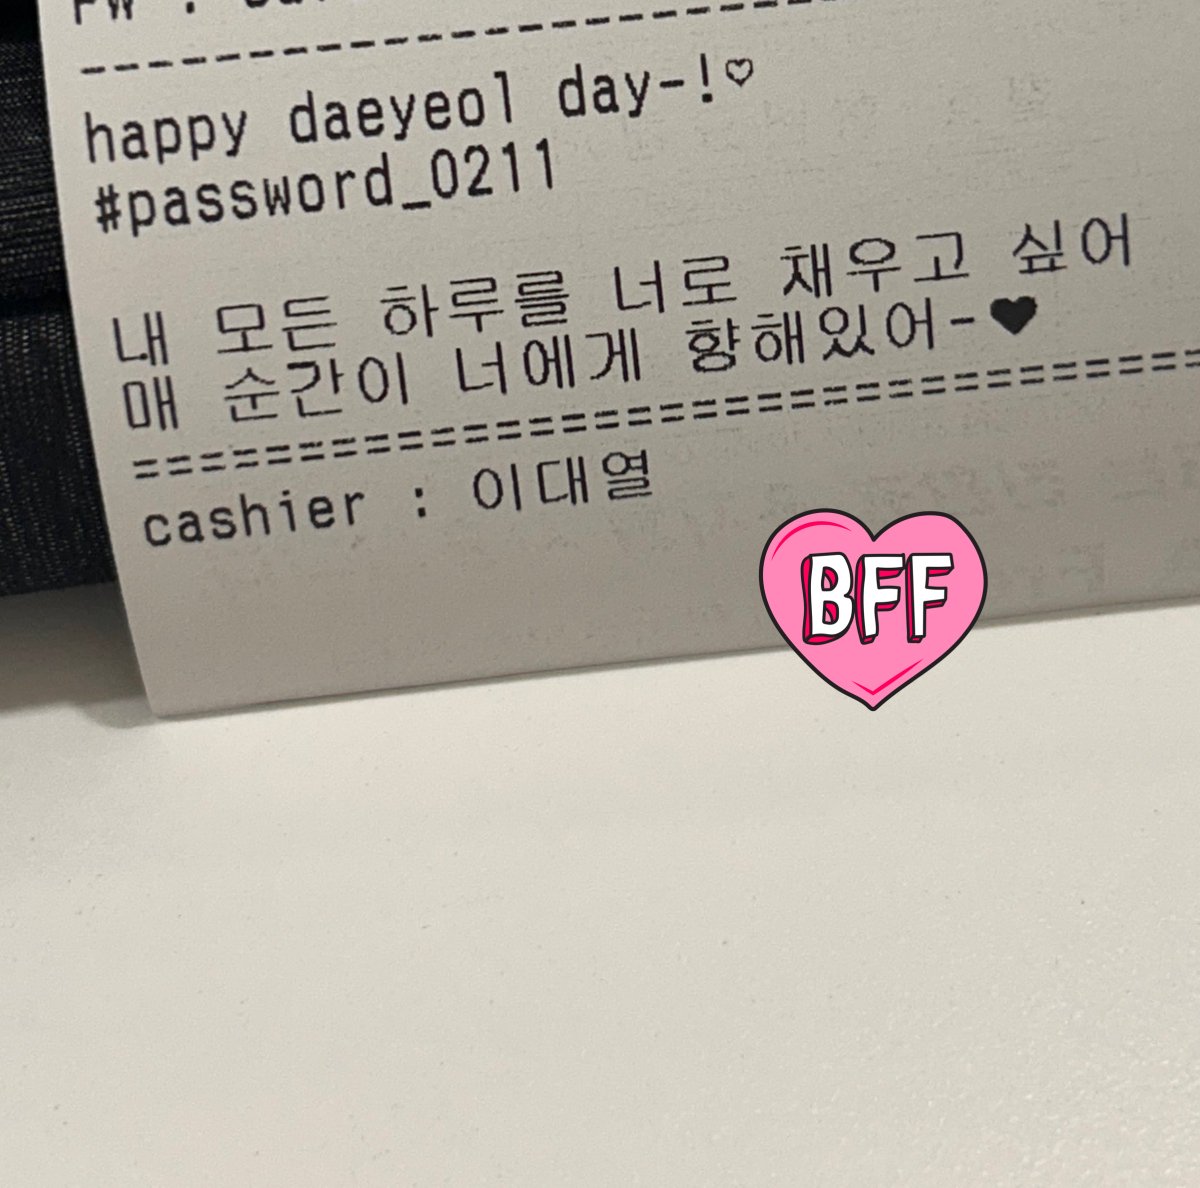 happy daeyeol day-!♡
#password_0211
내 모든 하루를 너로 채우고 싶어
매 순간이 너에게 향해있어-♥
cashier : 이대열
BFF